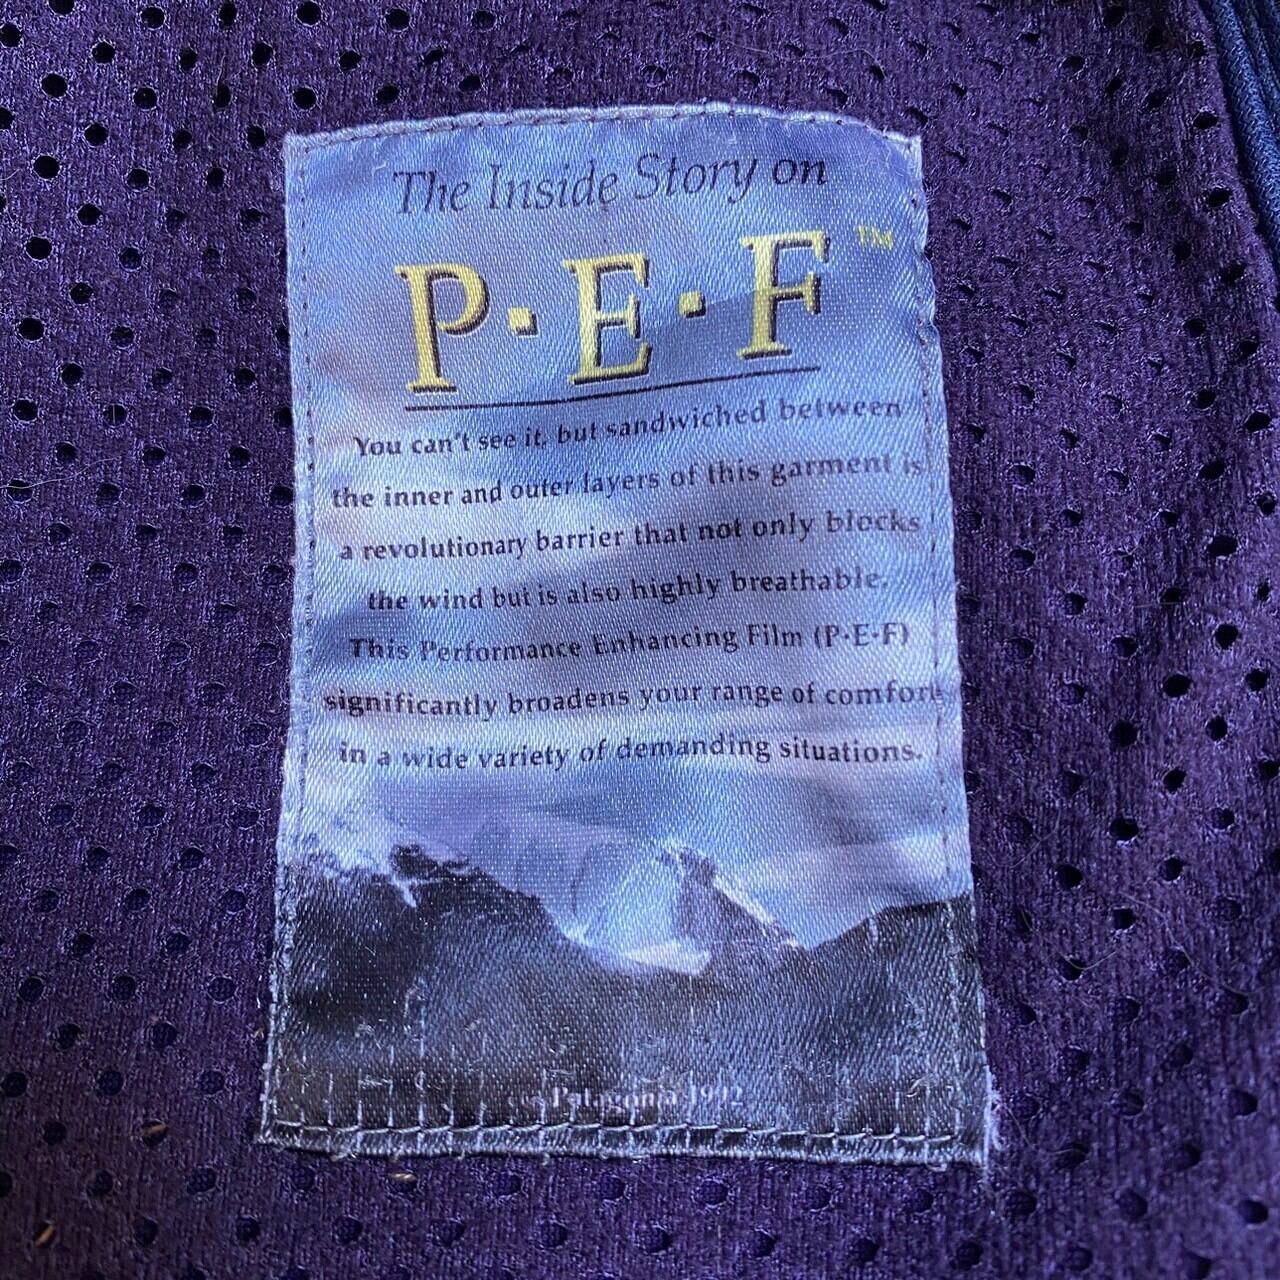 The Inside Story on
P·E·F™
You can't see it, but sandwiched between
the inner and outer layers of this garment is
a revolutionary barrier that not only blocks
the wind but is also highly breathable.
This Performance Enhancing Film (P·E·F)
significantly broadens your range of comfort
in a wide variety of demanding situations.
Patagonia 1992